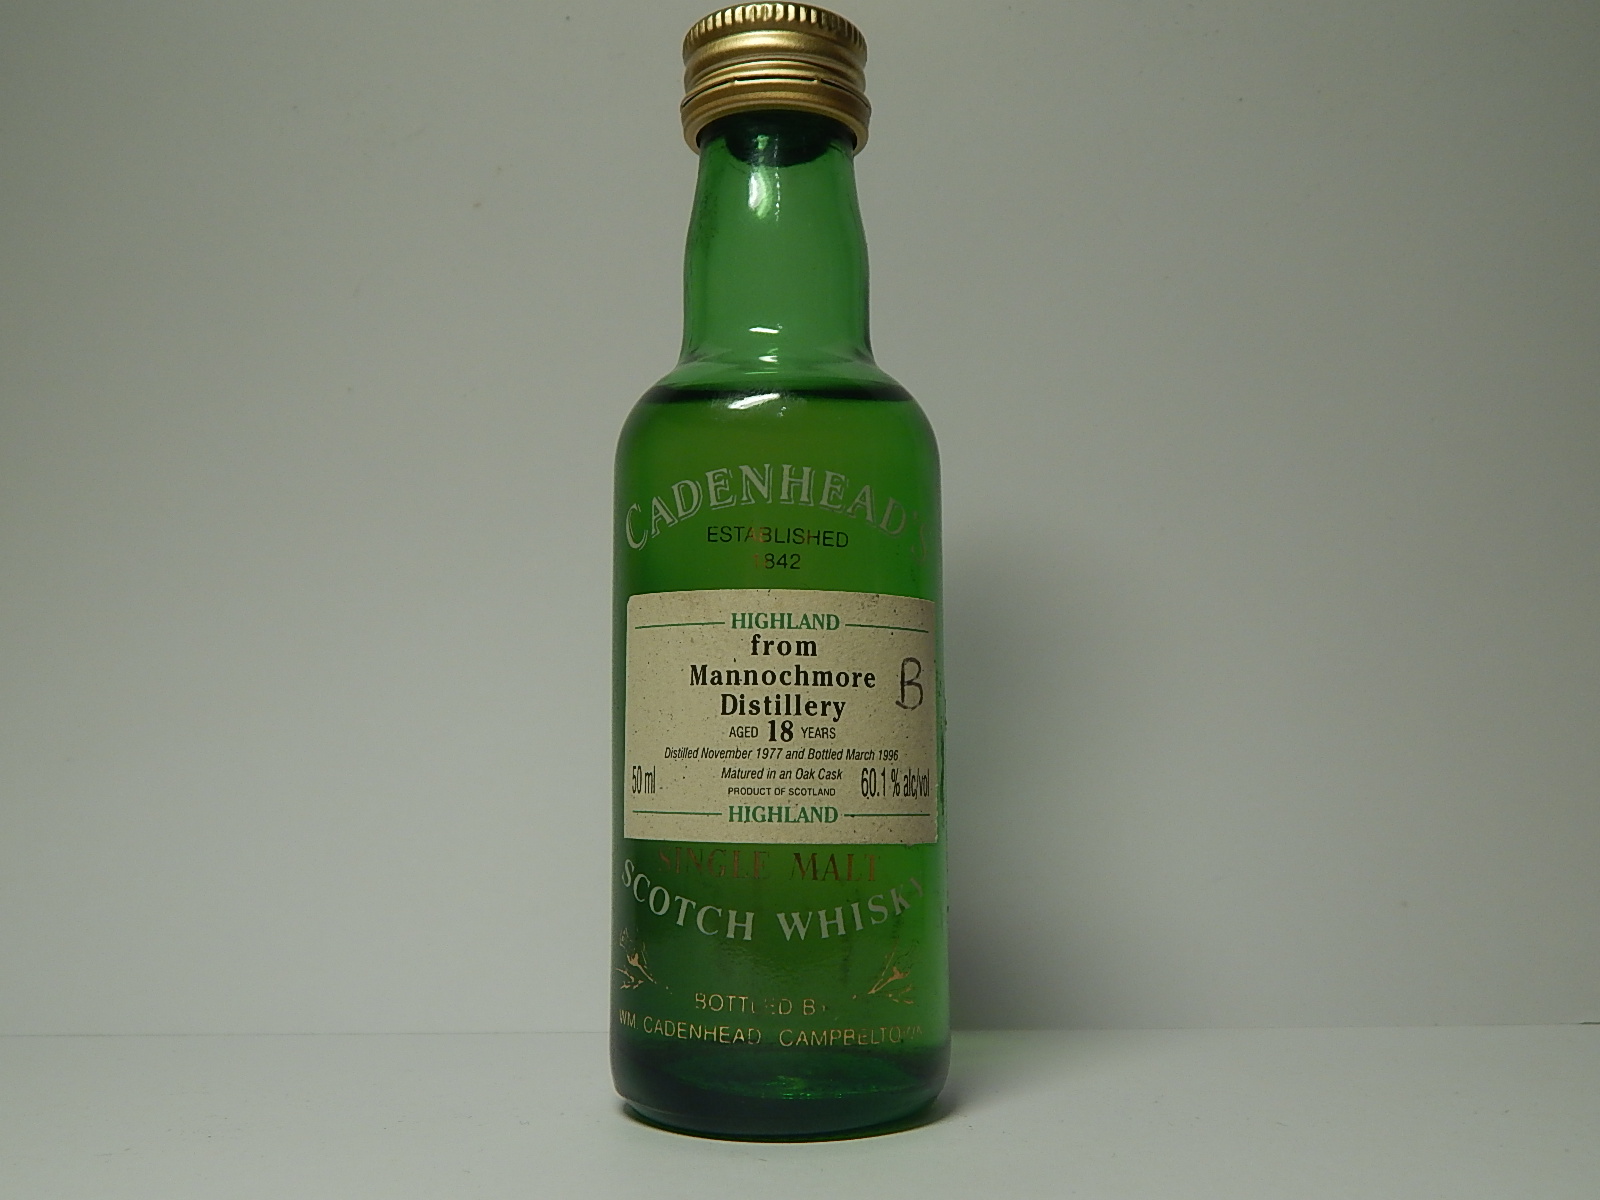 CADENHEAD'S
ESTABLISHED
1842
HIGHLAND
from
Mannochmore
Distillery
B
AGED 18 YEARS
Distilled November 1977 and Bottled March 1996
50 ml Matured in an Oak Cask 60.1 % alc/vol
PRODUCT OF SCOTLAND
HIGHLAND
SINGLE MALT
SCOTCH WHISKY
BOTTLED BY
WM. CADENHEAD CAMPBELTOWN